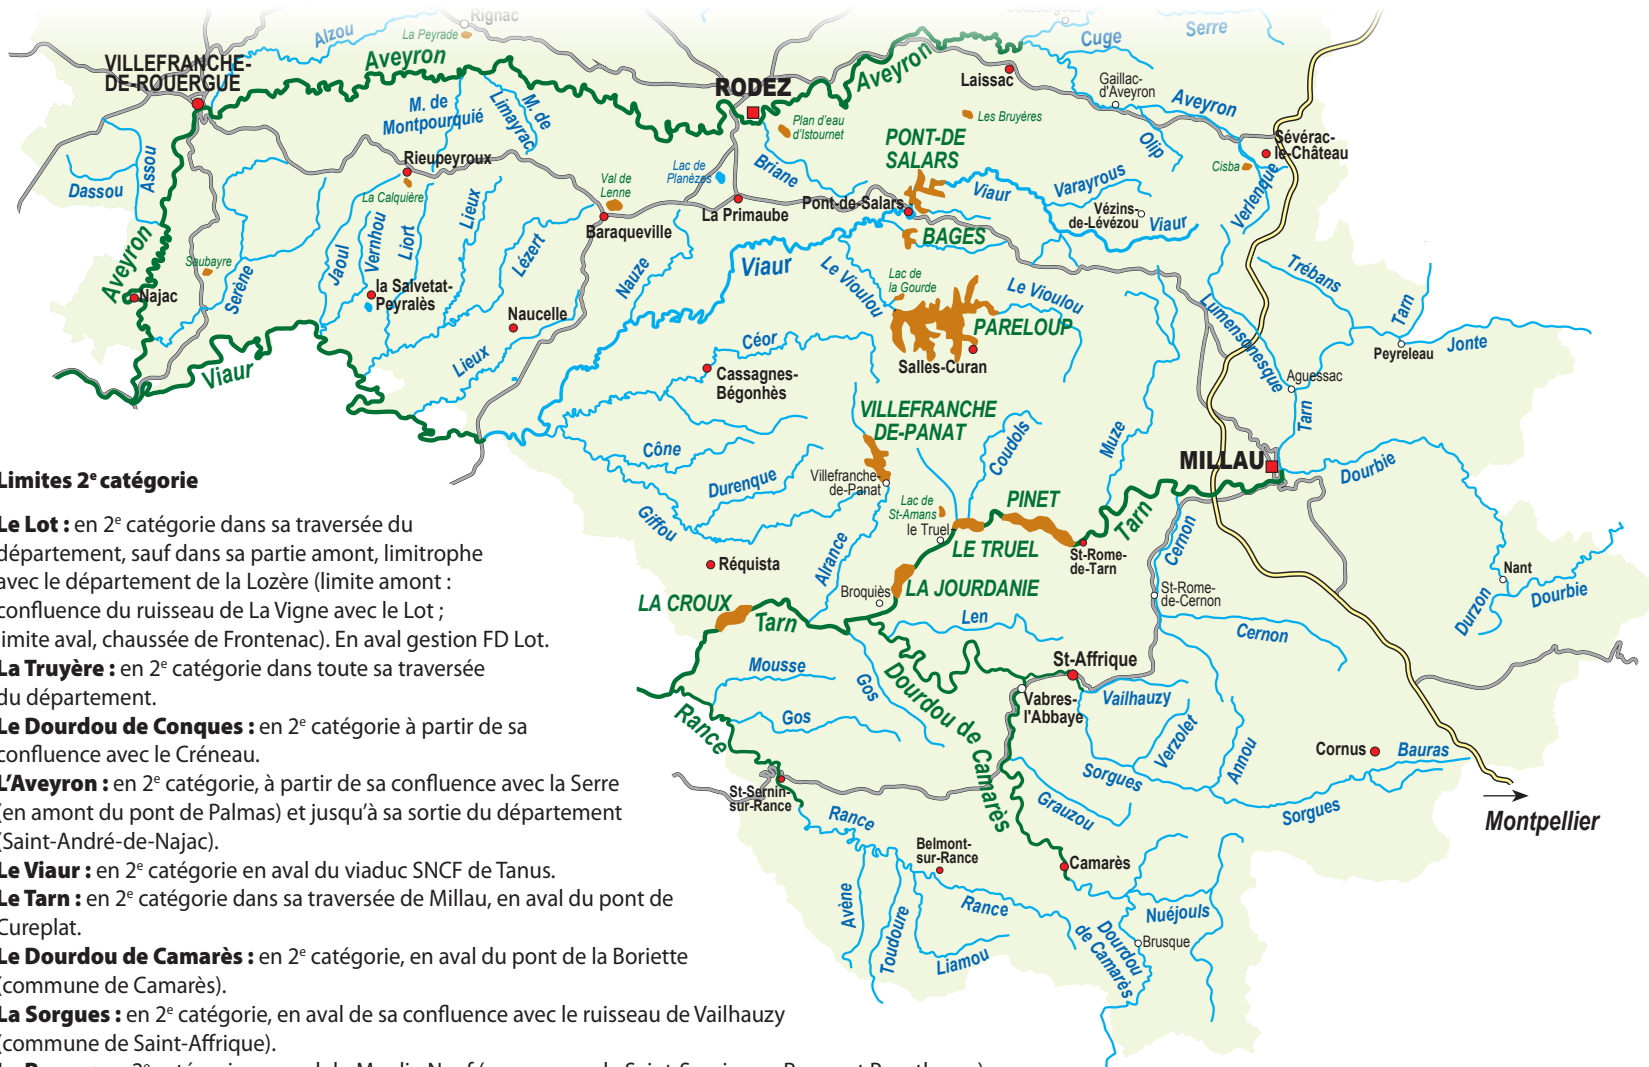 Rignac
Serre
Cuge
Alzou
La Peyrade
Aveyron
VILLEFRANCHE-
DE-ROUERGUE
Aveyron
Laissac
Gaillac-
d'Aveyron
Aveyron
RODEZ
M. de
Montpourquié
M. de
Limayrac
Plan d'eau
d'Istournet
Les Bruyères
Olip
Sévérac-
le-Château
PONT-DE
SALARS
Cisba
Rieupeyroux
Dassou
Assou
Lac de
Planèzes
Briane
Val de
Lenne
La Calquière
Viaur
Varayrous
Verlenque
Pont-de-Salars
Vézins-
de-Lévézou
Viaur
La Primaube
Baraqueville
BAGES
Vernhou
Liort
Lieux
Lézert
Jaoul
Aveyron
Saubayre
Serène
Nauze
Viaur
Le Vioulou
Lac de
la Gourde
Le Vioulou
Trébans
Tarn
Najac
la Salvetat-
Peyralès
Naucelle
PARELOUP
Lumensonesque
Peyreleau
Jonte
Céor
Lieux
Viaur
Salles-Curan
Cassagnes-
Bégonhès
Aguessac
VILLEFRANCHE
DE-PANAT
Tarn
Coudols
Muze
Cône
Durenque
Villefranche-
de-Panat
MILLAU
Dourbie
Giffou
Lac de
St-Amans
le Truel
PINET
Tarn
LE TRUEL
St-Rome-
de-Tarn
Cernon
Réquista
Alrance
Broquiès
LA JOURDANIE
LA CROUX
Tarn
St-Rome-
de-Cernon
Nant
Dourbie
Durzon
Len
Cernon
Mousse
Gos
Gos
St-Affrique
Vabres-
l'Abbaye
Vailhauzy
Verzolet
Annou
Dourdou de Camarès
Rance
Cornus
Bauras
Sorgues
Sorgues
Grauzou
St-Sernin-
sur-Rance
Montpellier
Rance
Belmont-
sur-Rance
Camarès
Avène
Toudoure
Rance
Liamou
Nuéjouls
Dourdou
de Camarès
Brusque
Limites 2e catégorie
Le Lot : en 2e catégorie dans sa traversée du
département, sauf dans sa partie amont, limitrophe
avec le département de la Lozère (limite amont :
confluence du ruisseau de La Vigne avec le Lot ;
limite aval, chaussée de Frontenac). En aval gestion FD Lot.
La Truyère : en 2e catégorie dans toute sa traversée
du département.
Le Dourdou de Conques : en 2e catégorie à partir de sa
confluence avec le Créneau.
L'Aveyron : en 2e catégorie, à partir de sa confluence avec la Serre
(en amont du pont de Palmas) et jusqu'à sa sortie du département
(Saint-André-de-Najac).
Le Viaur : en 2e catégorie en aval du viaduc SNCF de Tanus.
Le Tarn : en 2e catégorie dans sa traversée de Millau, en aval du pont de
Cureplat.
Le Dourdou de Camarès : en 2e catégorie, en aval du pont de la Boriette
(commune de Camarès).
La Sorgues : en 2e catégorie, en aval de sa confluence avec le ruisseau de Vailhauzy
(commune de Saint-Affrique).